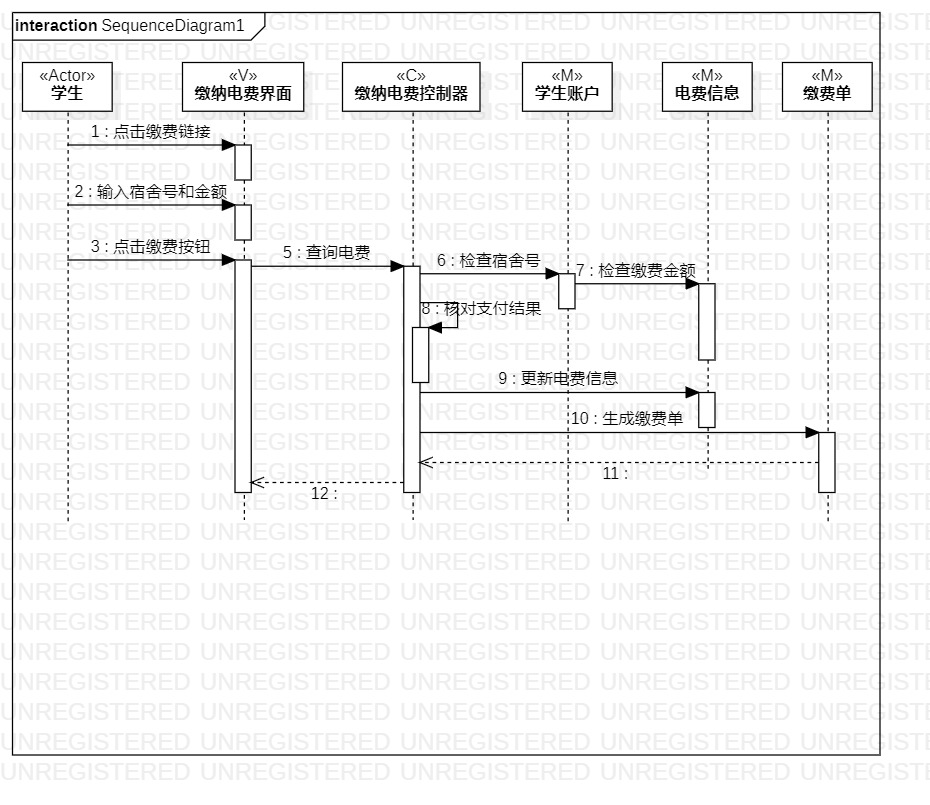 interaction SequenceDiagram1
«Actor»
学生
«V»
缴纳电费界面
«C»
缴纳电费控制器
«M»
学生账户
«M»
电费信息
«M»
缴费单
1 : 点击缴费链接
2 : 输入宿舍号和金额
3 : 点击缴费按钮
5 : 查询电费
6 : 检查宿舍号
7 : 检查缴费金额
8 : 核对支付结果
9 : 更新电费信息
10 : 生成缴费单
11 :
12 :
UNREGISTERED